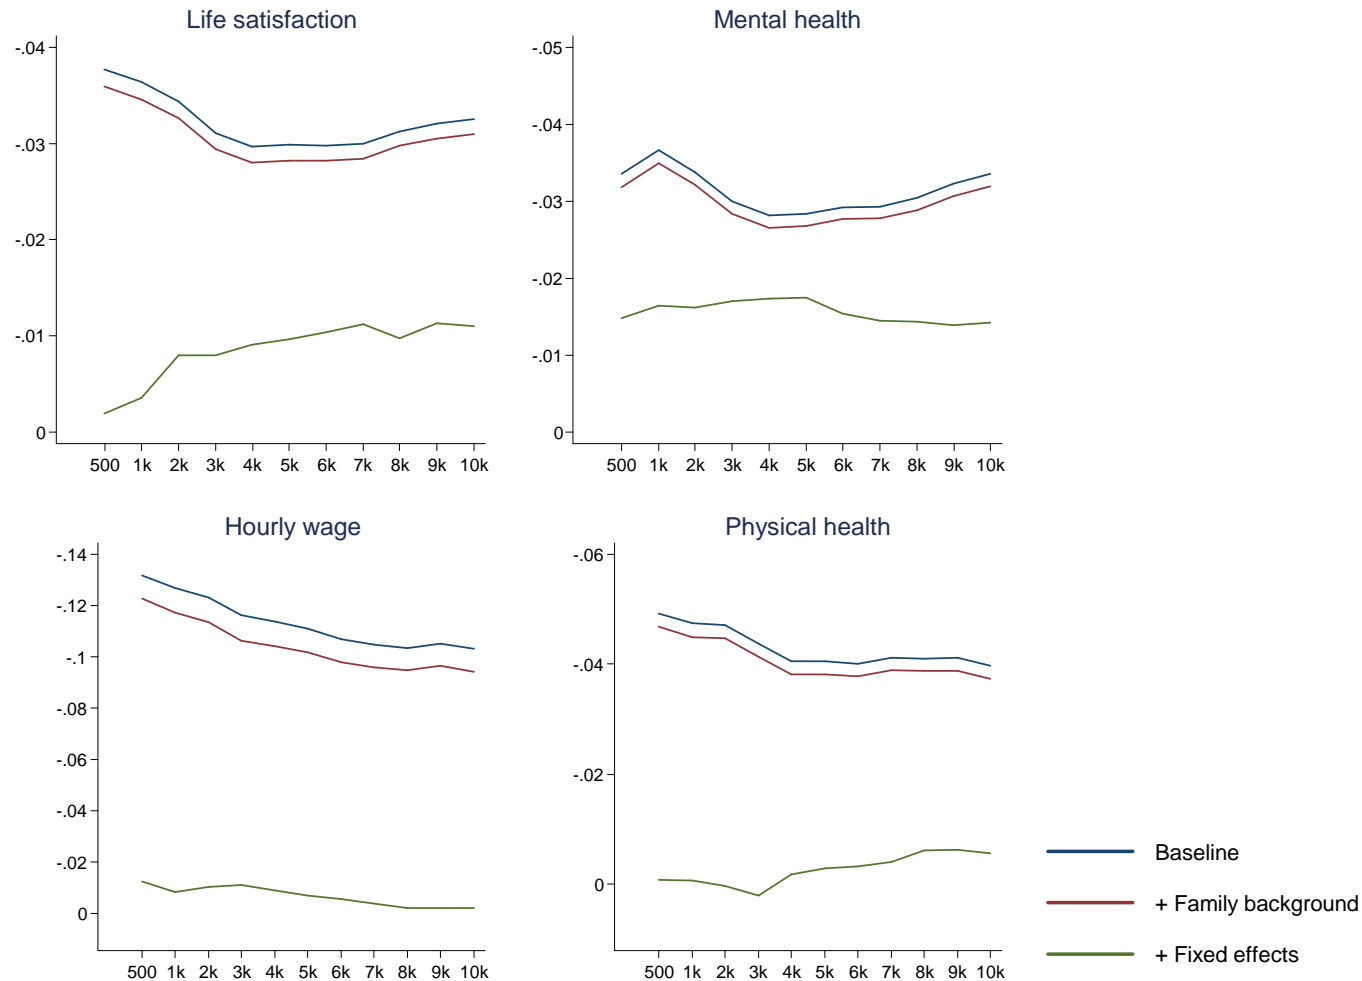 Life satisfaction
-.04
-.03
-.02
-.01
0
500 1k 2k 3k 4k 5k 6k 7k 8k 9k 10k
Mental health
-.05
-.04
-.03
-.02
-.01
0
500 1k 2k 3k 4k 5k 6k 7k 8k 9k 10k
Hourly wage
-.14
-.12
-.1
-.08
-.06
-.04
-.02
0
500 1k 2k 3k 4k 5k 6k 7k 8k 9k 10k
Physical health
-.06
-.04
-.02
0
500 1k 2k 3k 4k 5k 6k 7k 8k 9k 10k
Baseline
+ Family background
+ Fixed effects